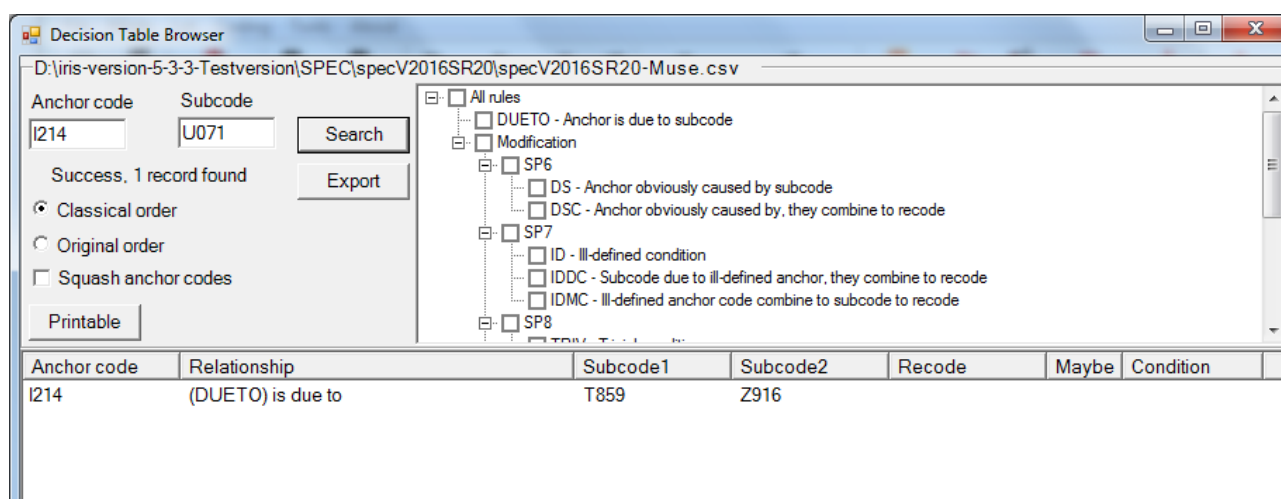 Decision Table Browser
D:\iris-version-5-3-3-Testversion\SPEC\specV2016SR20\specV2016SR20-Muse.csv
Anchor code Subcode
I214 U071 Search
Success, 1 record found
Export
Classical order
Original order
Squash anchor codes
Printable
All rules
DUETO - Anchor is due to subcode
Modification
SP6
DS - Anchor obviously caused by subcode
DSC - Anchor obviously caused by, they combine to recode
SP7
ID - Ill-defined condition
IDDC - Subcode due to ill-defined anchor, they combine to recode
IDMC - Ill-defined anchor code combine to subcode to recode
SP8
Anchor code Relationship Subcode1 Subcode2 Recode Maybe Condition
I214 (DUETO) is due to T859 Z916